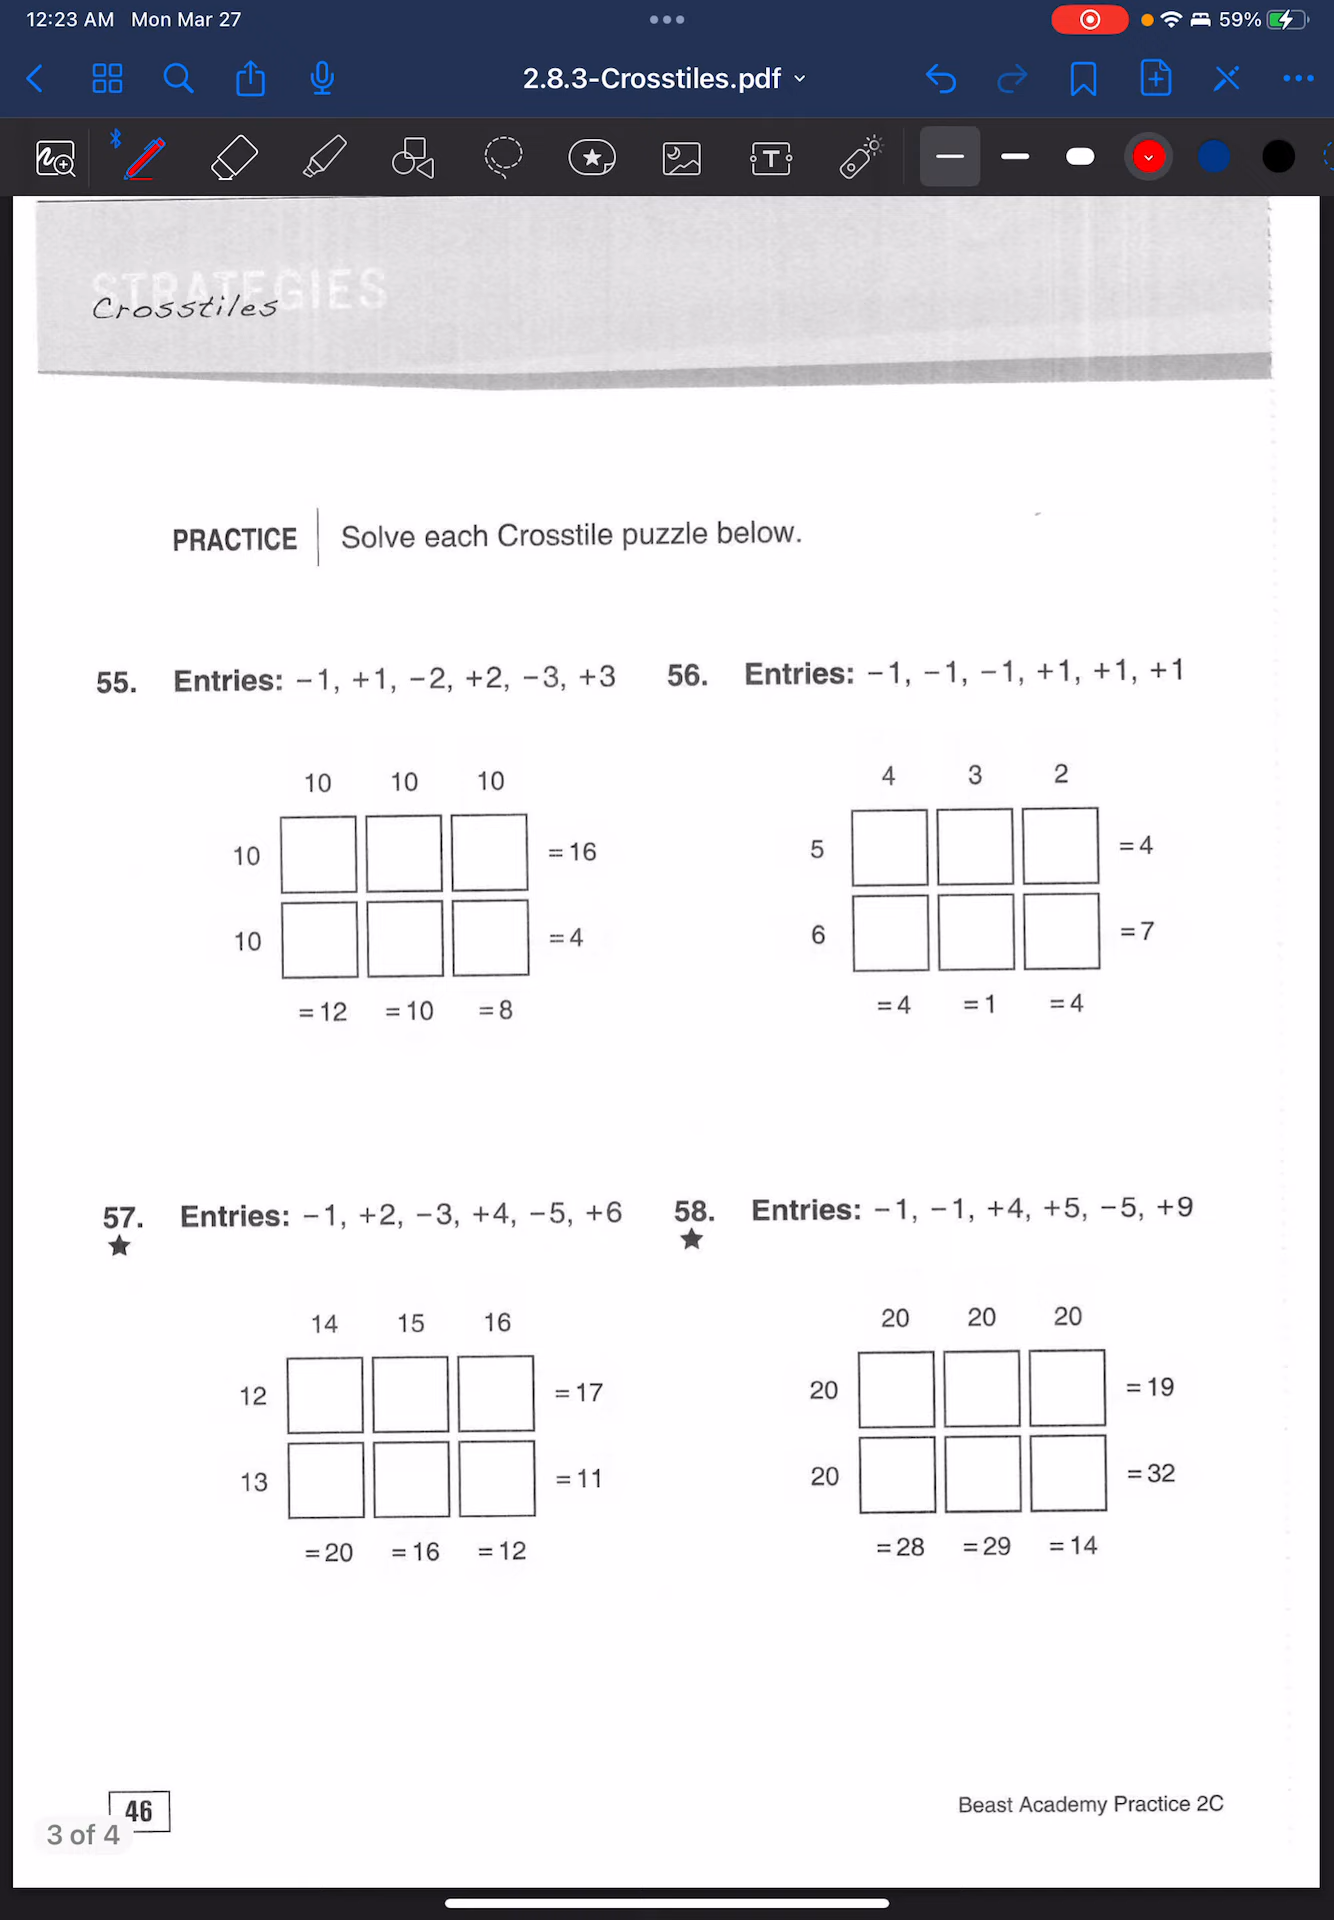 12:23 AM Mon Mar 27
59%
2.8.3-Crosstiles.pdf
T
STRATEGIES
Crosstiles
PRACTICE Solve each Crosstile puzzle below.
55. Entries: −1, +1, −2, +2, −3, +3
10 10 10
10 = 16
10 = 4
= 12 = 10 = 8
56. Entries: −1, −1, −1, +1, +1, +1
4 3 2
5 = 4
6 = 7
= 4 = 1 = 4
57. Entries: −1, +2, −3, +4, −5, +6
14 15 16
12 = 17
13 = 11
= 20 = 16 = 12
58. Entries: −1, −1, +4, +5, −5, +9
20 20 20
20 = 19
20 = 32
= 28 = 29 = 14
46
3 of 4
Beast Academy Practice 2C